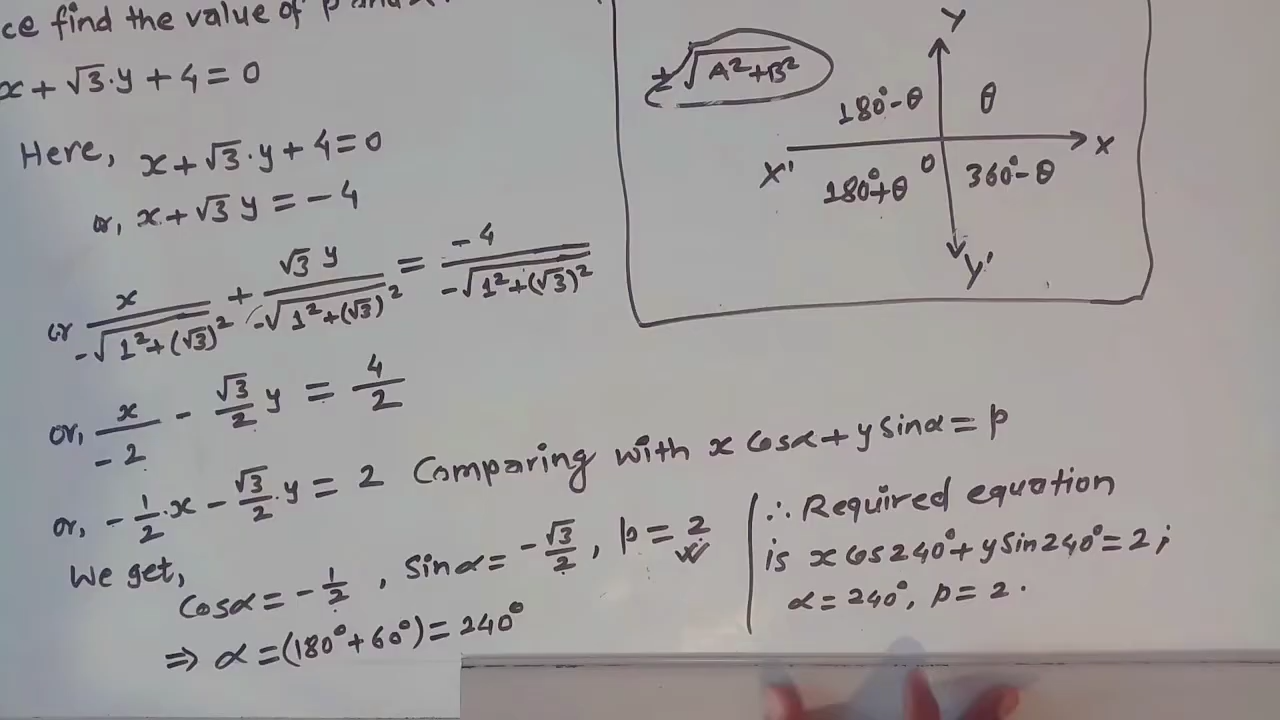 ce find the value of p and α.
x + √3·y + 4 = 0
Here, x + √3·y + 4 = 0
or, x + √3 y = -4
or x/-√1²+(√3)² + √3 y/-√1²+(√3)² = -4/-√1²+(√3)²
or, x/-2 - √3/2 y = 4/2
or, -1/2·x - √3/2·y = 2 Comparing with x cosα + y sinα = p
We get,
cosα = -1/2, sinα = -√3/2, p = 2
⇒ α = (180° + 60°) = 240°
∴ Required equation
is x cos240° + y sin240° = 2;
α = 240°, p = 2.
± √A²+B²
Y
180°-θ θ
X' O X
180°+θ 360°-θ
Y'